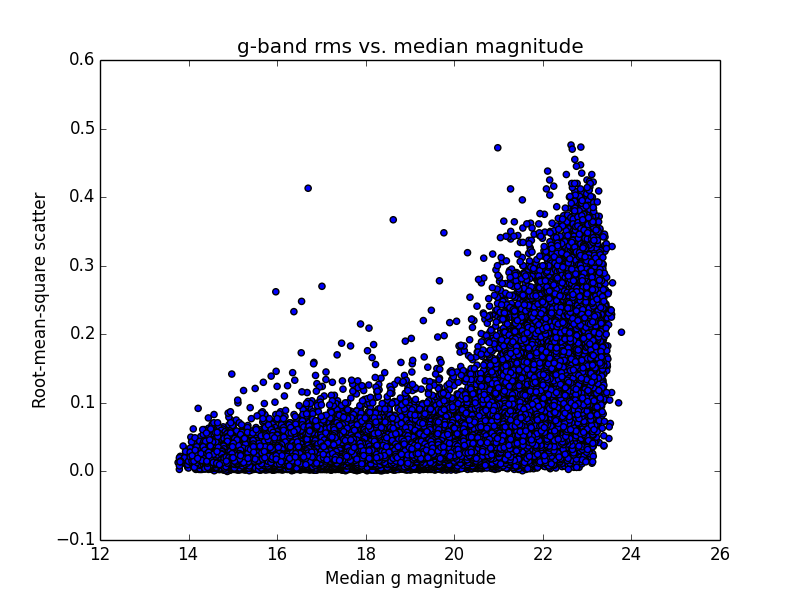 g-band rms vs. median magnitude
0.6
0.5
0.4
0.3
0.2
0.1
0.0
−0.1
Root-mean-square scatter
12 14 16 18 20 22 24 26
Median g magnitude